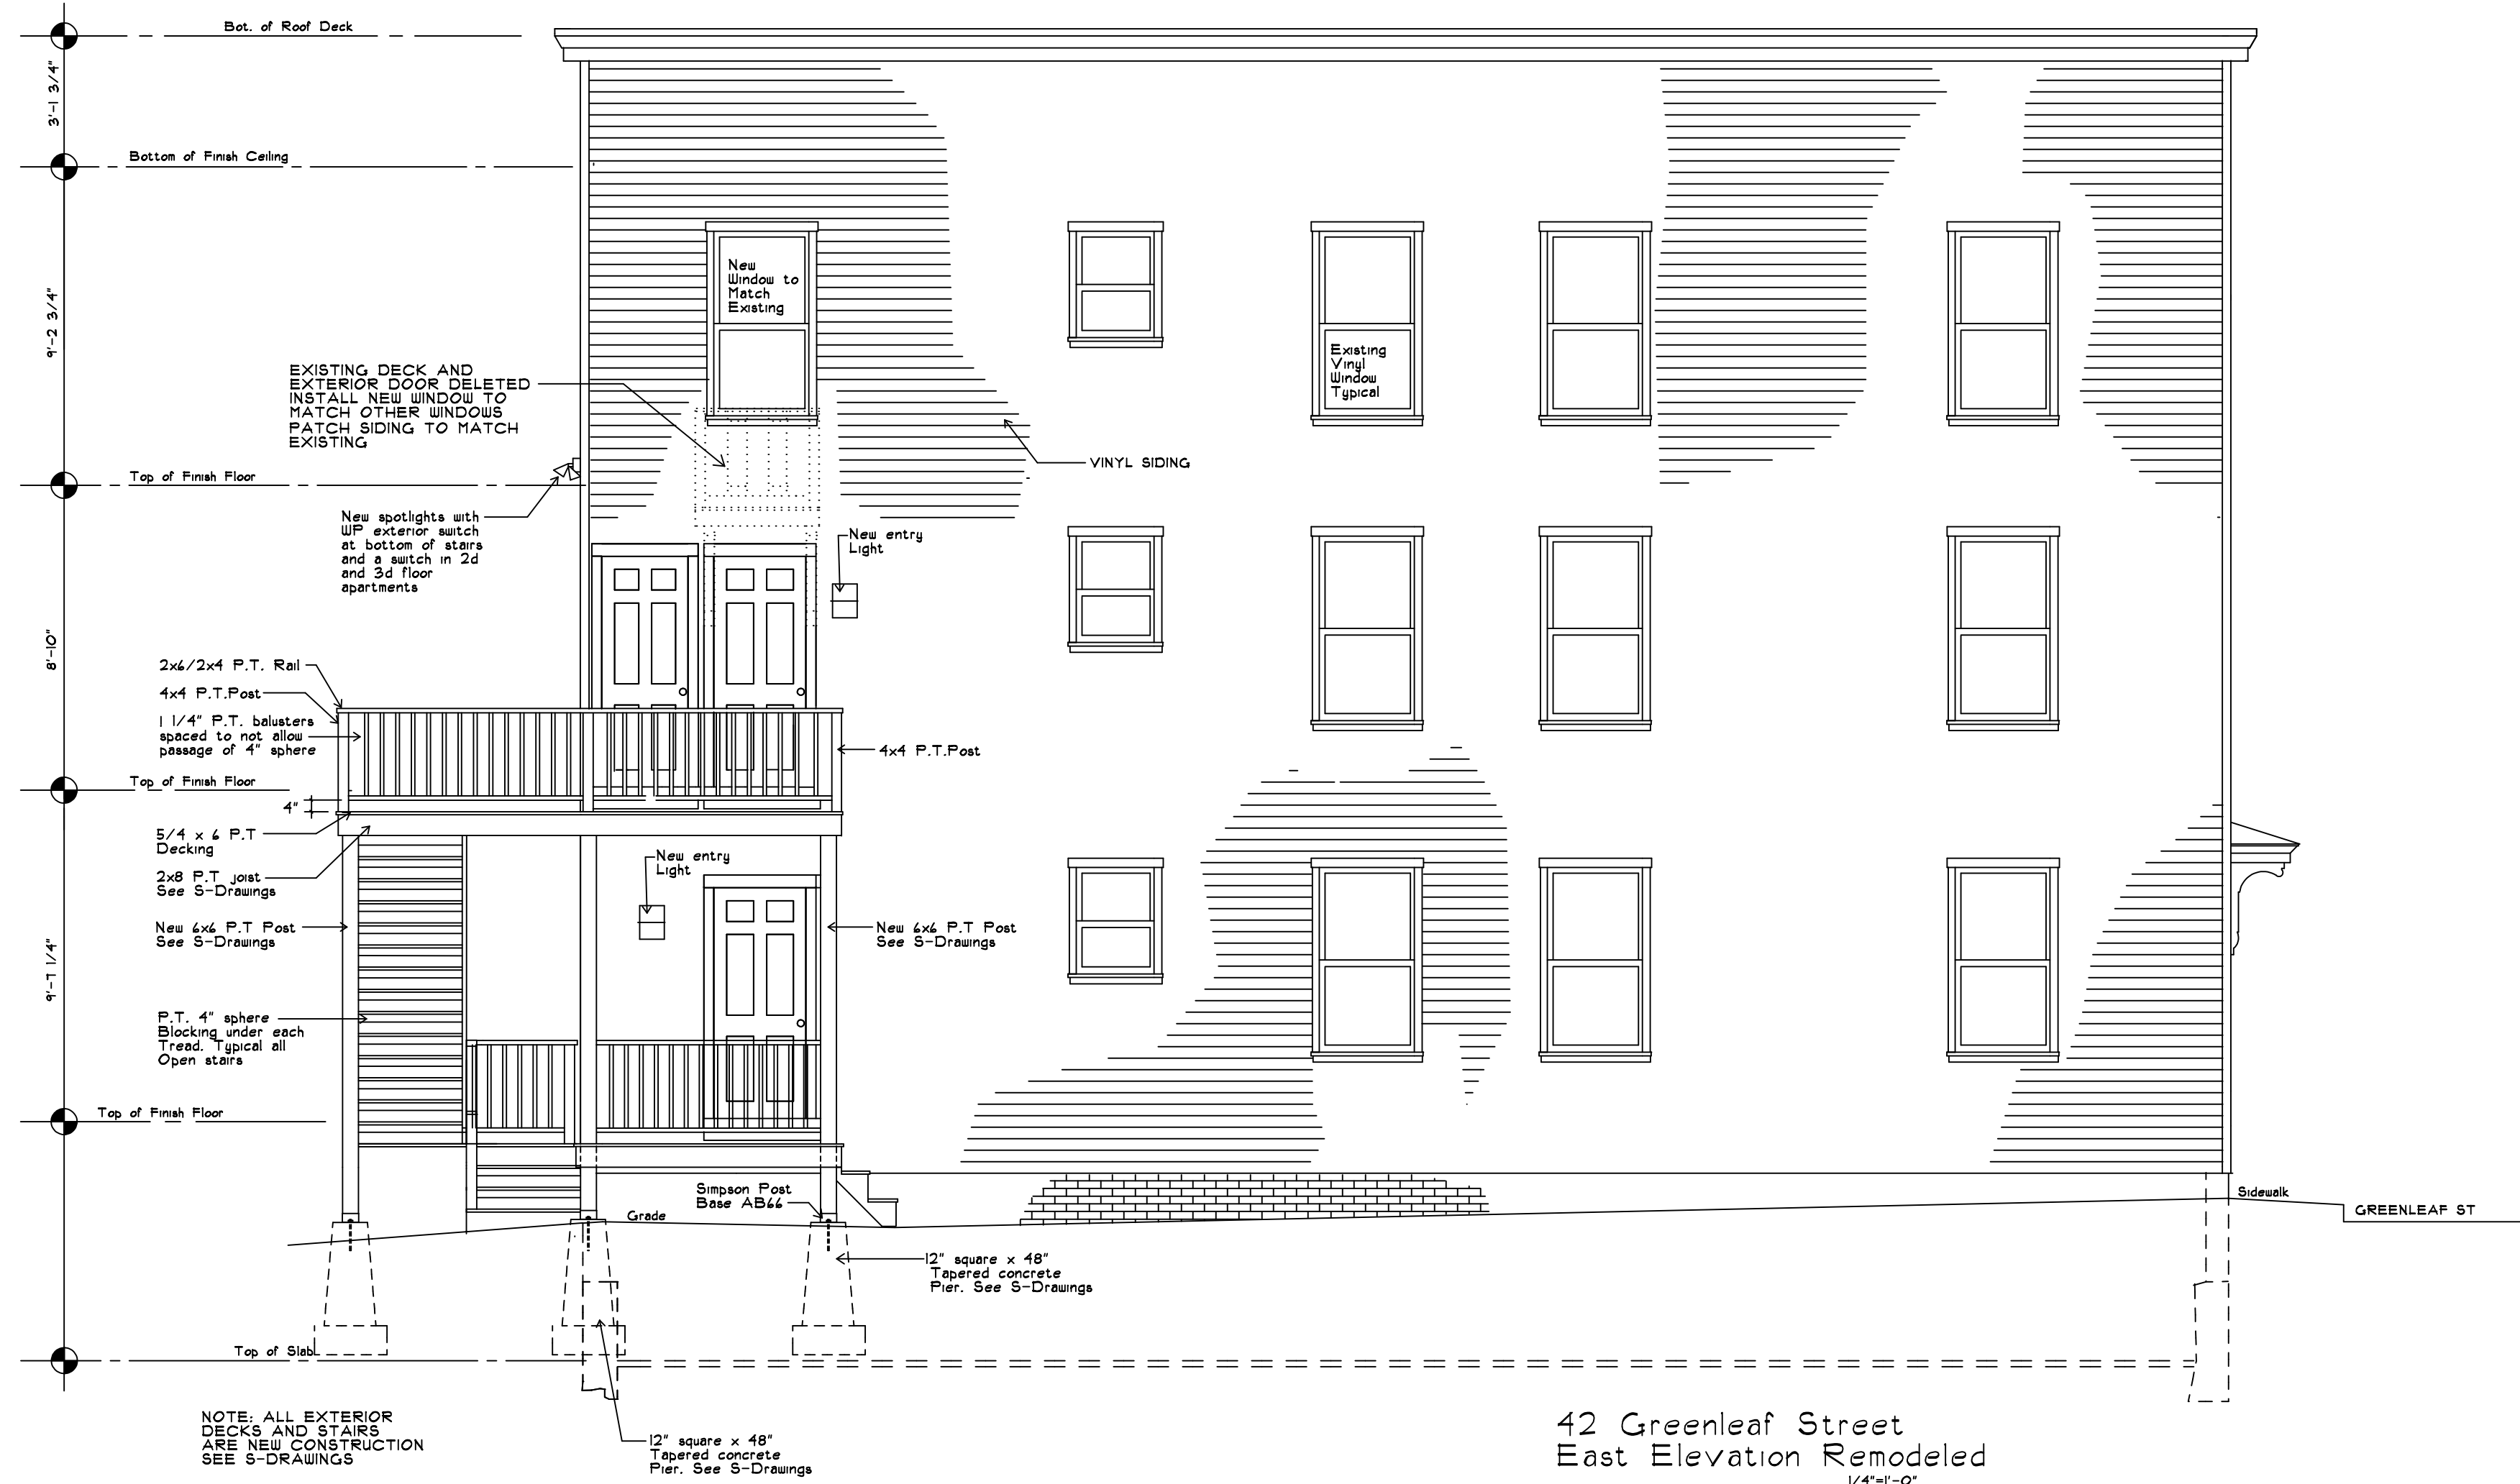 Bot. of Roof Deck
3'-1 3/4"
Bottom of Finish Ceiling
9'-2 3/4"
New
Window to
Match
Existing
Existing
Vinyl
Window
Typical
EXISTING DECK AND
EXTERIOR DOOR DELETED
INSTALL NEW WINDOW TO
MATCH OTHER WINDOWS
PATCH SIDING TO MATCH
EXISTING
VINYL SIDING
Top of Finish Floor
New spotlights with
WP exterior switch
at bottom of stairs
and a switch in 2d
and 3d floor
apartments
New entry
Light
8'-10"
2x6/2x4 P.T. Rail
4x4 P.T.Post
1 1/4" P.T. balusters
spaced to not allow
passage of 4" sphere
4x4 P.T.Post
Top of Finish Floor
4"
5/4 x 6 P.T
Decking
2x8 P.T joist
See S-Drawings
New entry
Light
New 6x6 P.T Post
See S-Drawings
New 6x6 P.T Post
See S-Drawings
9'-7 1/4"
P.T. 4" sphere
Blocking under each
Tread. Typical all
Open stairs
Top of Finish Floor
Simpson Post
Base AB66
Grade
Sidewalk
GREENLEAF ST
12" square x 48"
Tapered concrete
Pier. See S-Drawings
Top of Slab
NOTE: ALL EXTERIOR
DECKS AND STAIRS
ARE NEW CONSTRUCTION
SEE S-DRAWINGS
12" square x 48"
Tapered concrete
Pier. See S-Drawings
42 Greenleaf Street
East Elevation Remodeled
1/4"=1'-0"